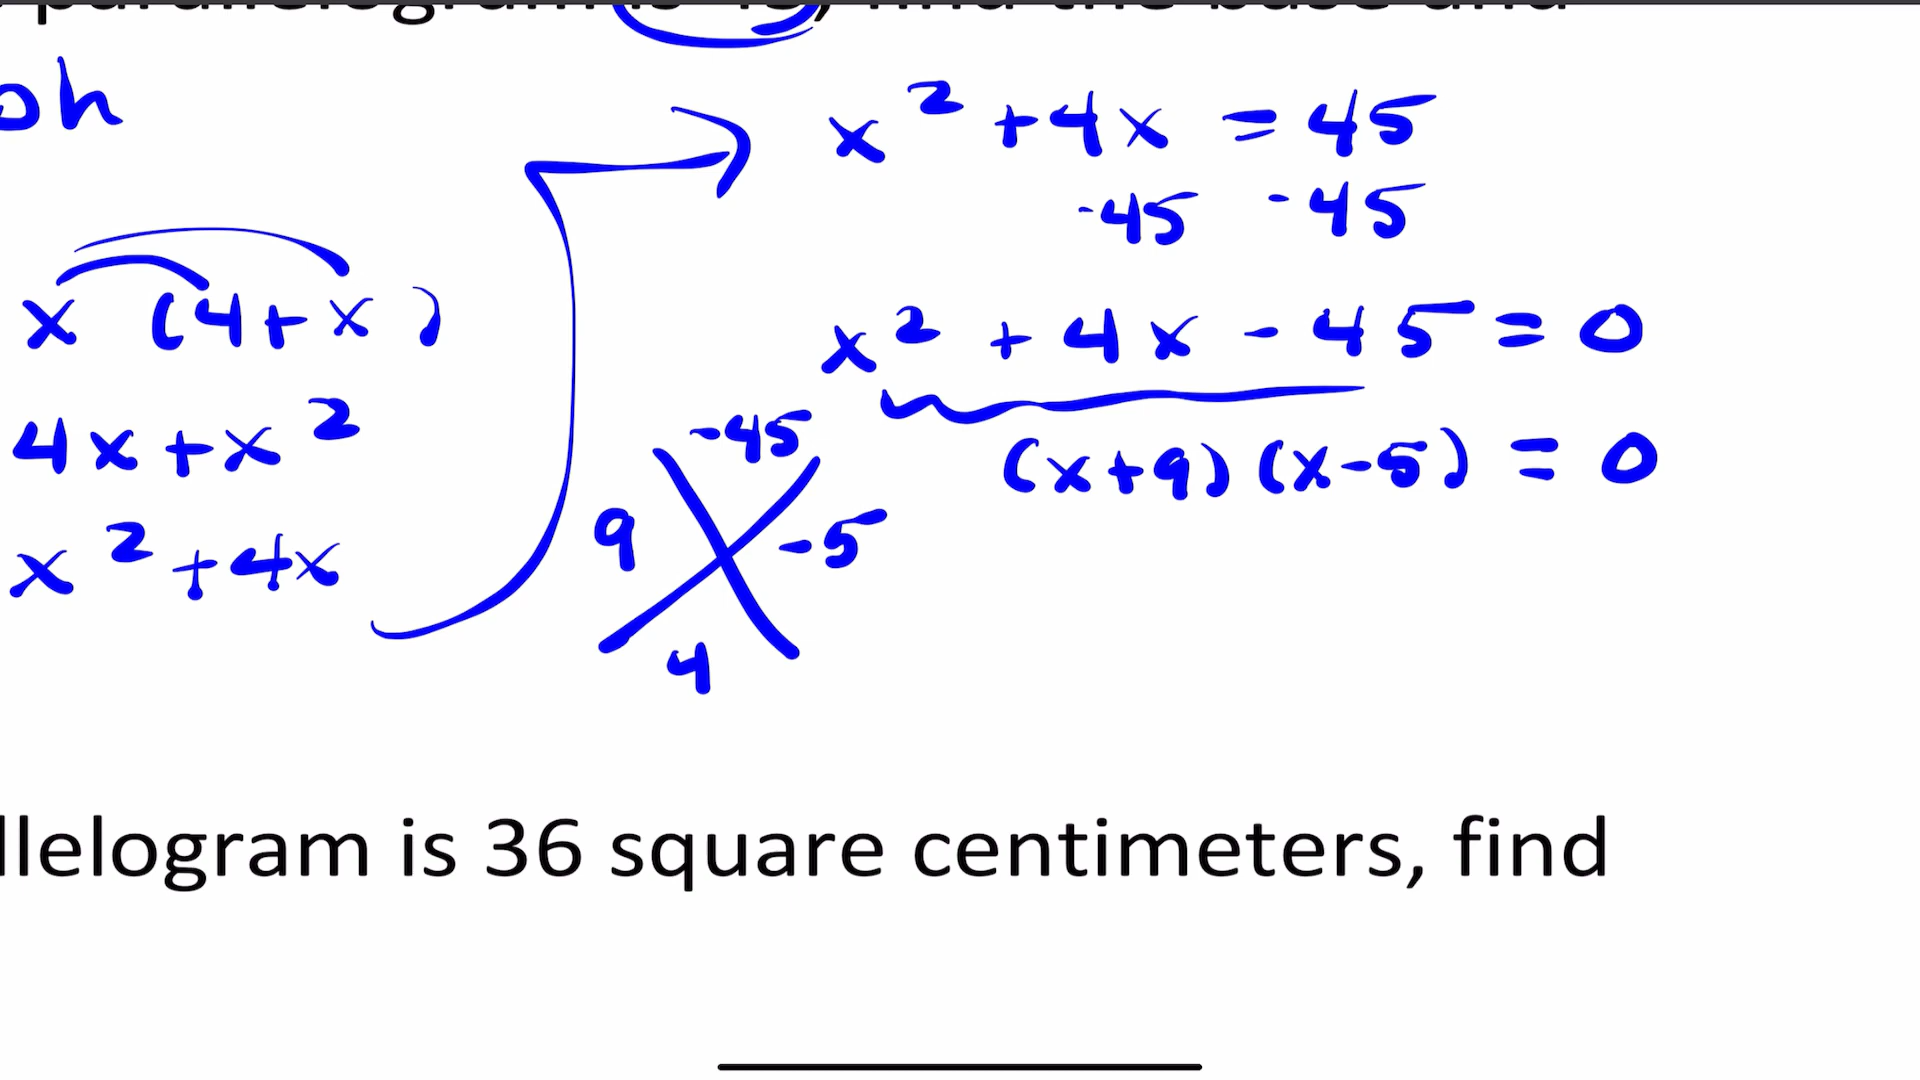 bh
x (4+x)
4x+x²
x²+4x
x² +4x = 45
-45 -45
x² + 4x - 45 = 0
(x+9)(x-5) = 0
-45
9 -5
4
is 36 square centimeters, find